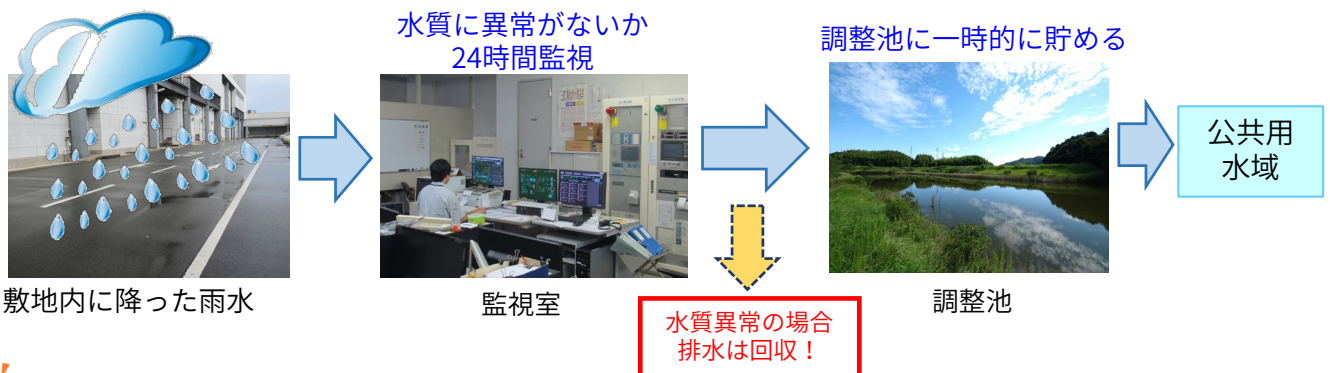 水質に異常がないか
24時間監視
調整池に一時的に貯める
公共用
水域
敷地内に降った雨水
監視室
調整池
水質異常の場合
排水は回収！